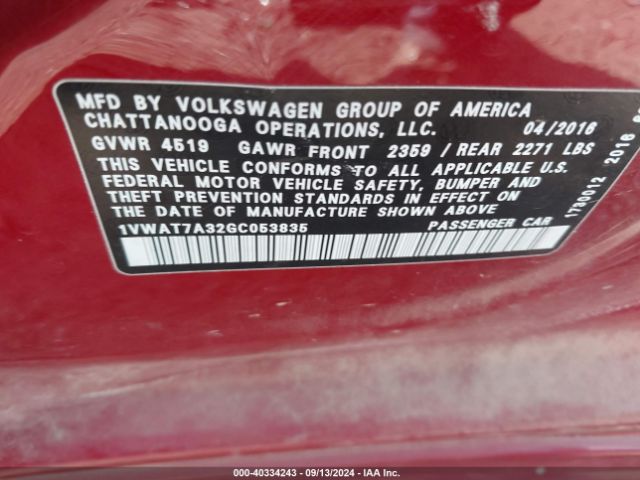 MFD BY VOLKSWAGEN GROUP OF AMERICA
CHATTANOOGA OPERATIONS, LLC. 04/2016
GVWR 4519 GAWR FRONT 2359 / REAR 2271 LBS
THIS VEHICLE CONFORMS TO ALL APPLICABLE U.S.
FEDERAL MOTOR VEHICLE SAFETY, BUMPER AND
THEFT PREVENTION STANDARDS IN EFFECT ON
THE DATE OF MANUFACTURE SHOWN ABOVE
1VWAT7A32GC053835 PASSENGER CAR
1730012 2016
000-40334243 - 09/13/2024 - IAA Inc.